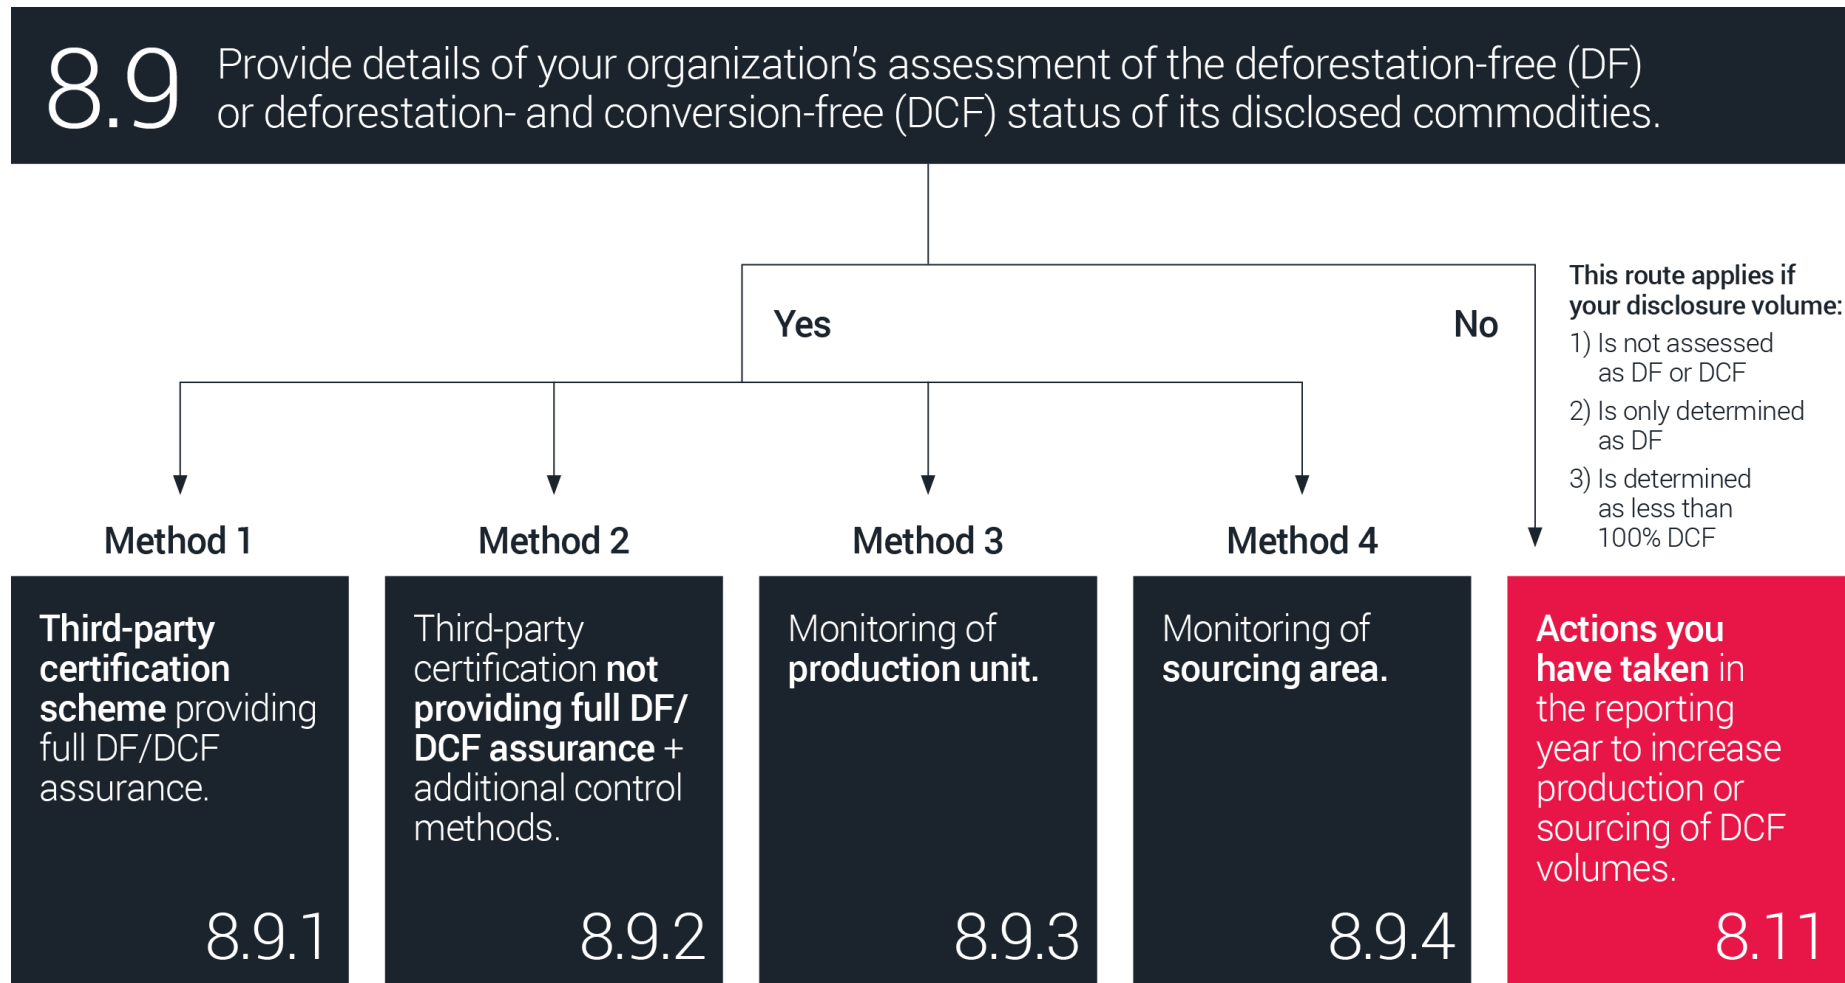 8.9
Provide details of your organization’s assessment of the deforestation-free (DF)
or deforestation- and conversion-free (DCF) status of its disclosed commodities.
Yes
No
This route applies if
your disclosure volume:
1) Is not assessed
as DF or DCF
2) Is only determined
as DF
3) Is determined
as less than
100% DCF
Method 1
Third-party
certification
scheme providing
full DF/DCF
assurance.
8.9.1
Method 2
Third-party
certification not
providing full DF/
DCF assurance +
additional control
methods.
8.9.2
Method 3
Monitoring of
production unit.
8.9.3
Method 4
Monitoring of
sourcing area.
8.9.4
Actions you
have taken in
the reporting
year to increase
production or
sourcing of DCF
volumes.
8.11